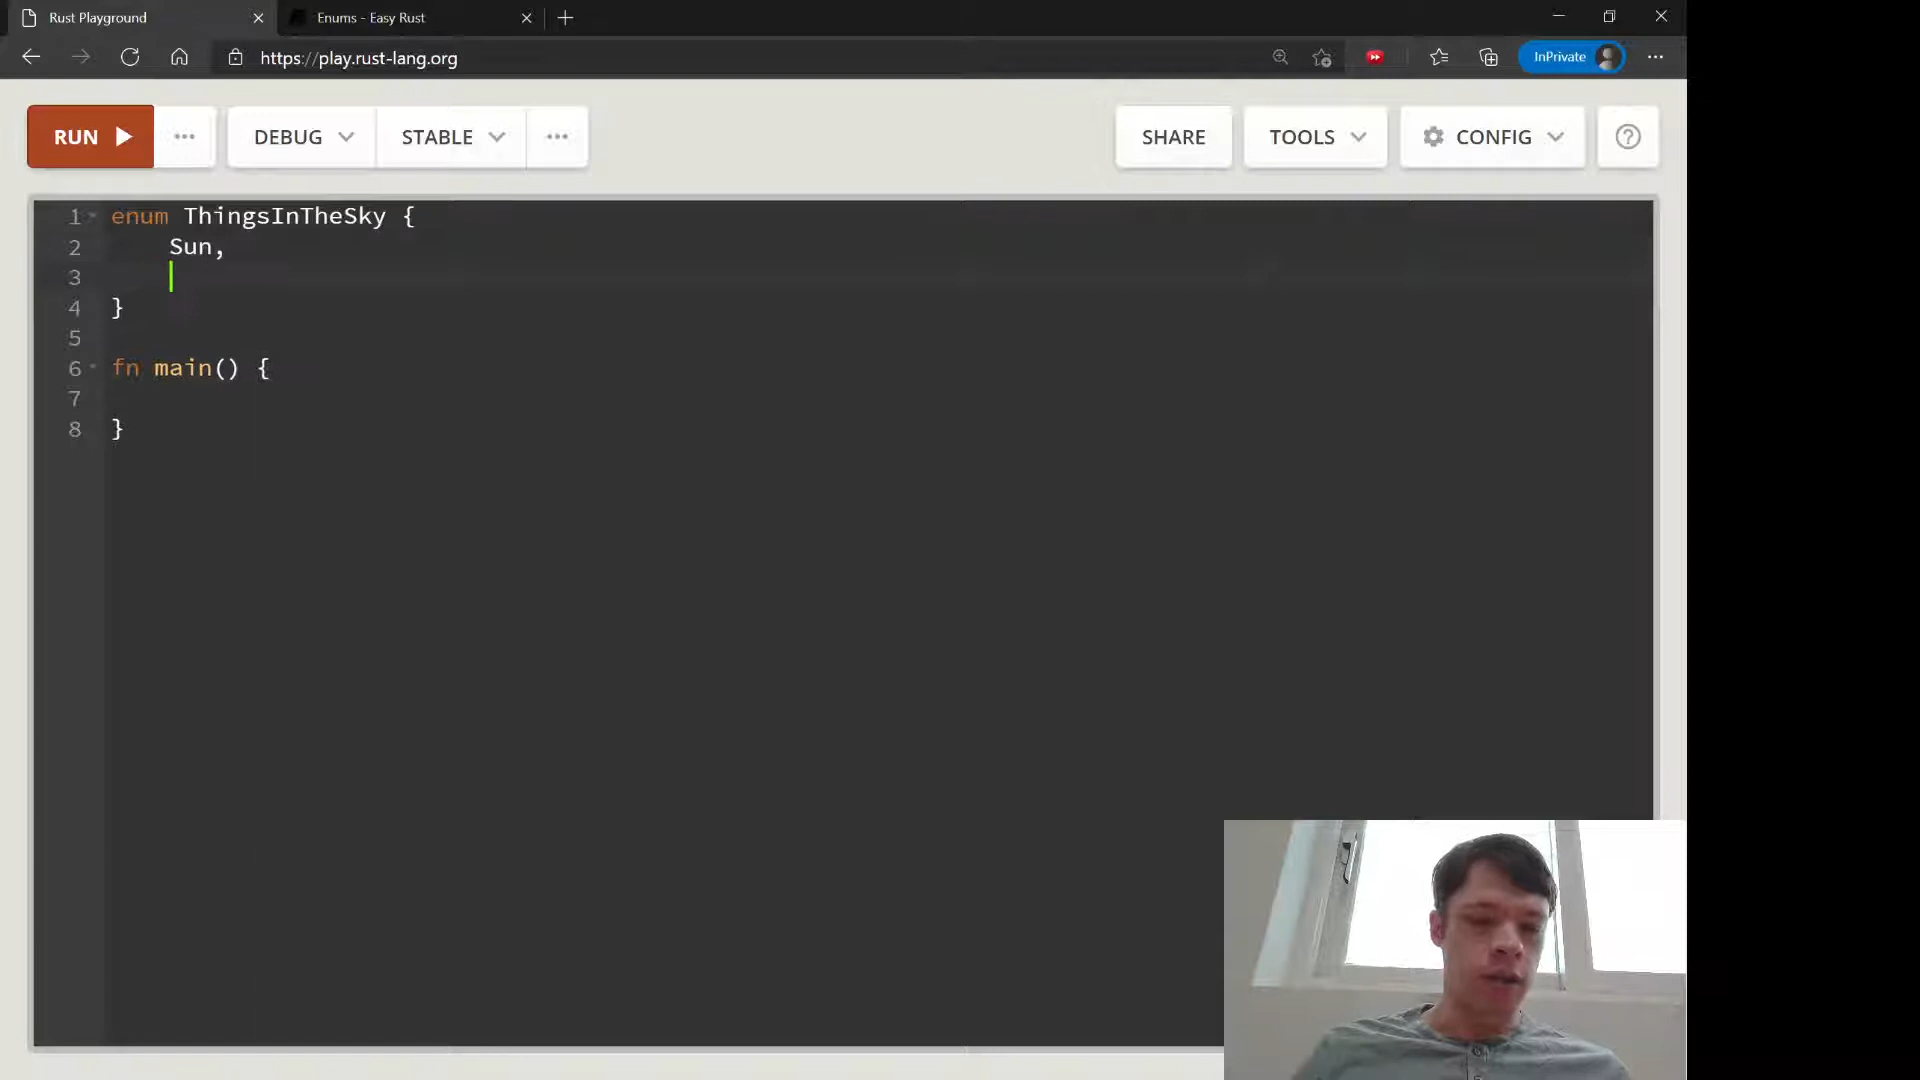 Rust Playground
Enums - Easy Rust
https://play.rust-lang.org
InPrivate
RUN
DEBUG
STABLE
SHARE
TOOLS
CONFIG
1 enum ThingsInTheSky {
2 Sun,
3
4 }
5
6 fn main() {
7
8 }